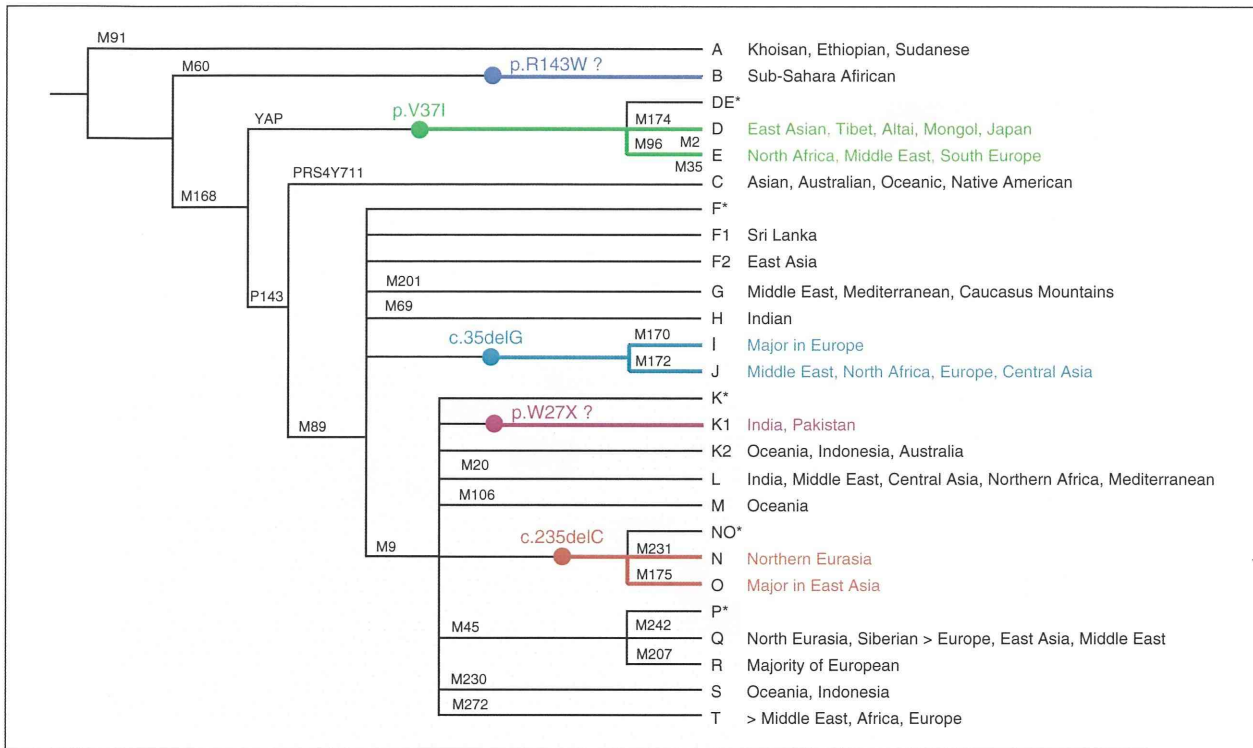 M91
A Khoisan, Ethiopian, Sudanese
M60
p.R143W ?
B Sub-Sahara Afirican
DE*
p.V37I
YAP
M174
D East Asian, Tibet, Altai, Mongol, Japan
M96 M2
E North Africa, Middle East, South Europe
M35
PRS4Y711
C Asian, Australian, Oceanic, Native American
M168
F*
F1 Sri Lanka
F2 East Asia
M201
P143
G Middle East, Mediterranean, Caucasus Mountains
M69
H Indian
c.35delG
M170
I Major in Europe
M172
J Middle East, North Africa, Europe, Central Asia
K*
p.W27X ?
M89
K1 India, Pakistan
K2 Oceania, Indonesia, Australia
M20
L India, Middle East, Central Asia, Northern Africa, Mediterranean
M106
M Oceania
NO*
c.235delC
M9
M231
N Northern Eurasia
M175
O Major in East Asia
P*
M45
M242
Q North Eurasia, Siberian > Europe, East Asia, Middle East
M207
R Majority of European
M230
S Oceania, Indonesia
M272
T > Middle East, Africa, Europe